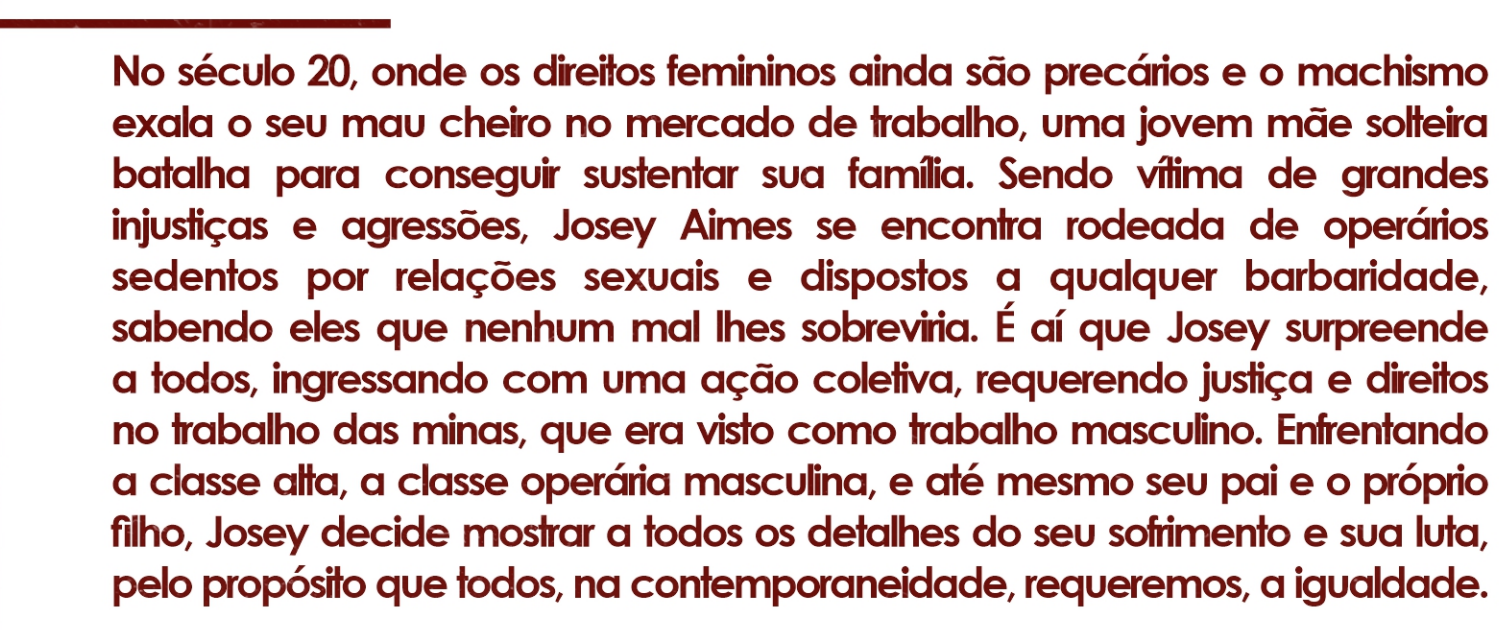 No século 20, onde os direitos femininos ainda são precários e o machismo
exala o seu mau cheiro no mercado de trabalho, uma jovem mãe solteira
batalha para conseguir sustentar sua família. Sendo vítima de grandes
injustiças e agressões, Josey Aimes se encontra rodeada de operários
sedentos por relações sexuais e dispostos a qualquer barbaridade,
sabendo eles que nenhum mal lhes sobreviria. É aí que Josey surpreende
a todos, ingressando com uma ação coletiva, requerendo justiça e direitos
no trabalho das minas, que era visto como trabalho masculino. Enfrentando
a classe alta, a classe operária masculina, e até mesmo seu pai e o próprio
filho, Josey decide mostrar a todos os detalhes do seu sofrimento e sua luta,
pelo propósito que todos, na contemporaneidade, requeremos, a igualdade.